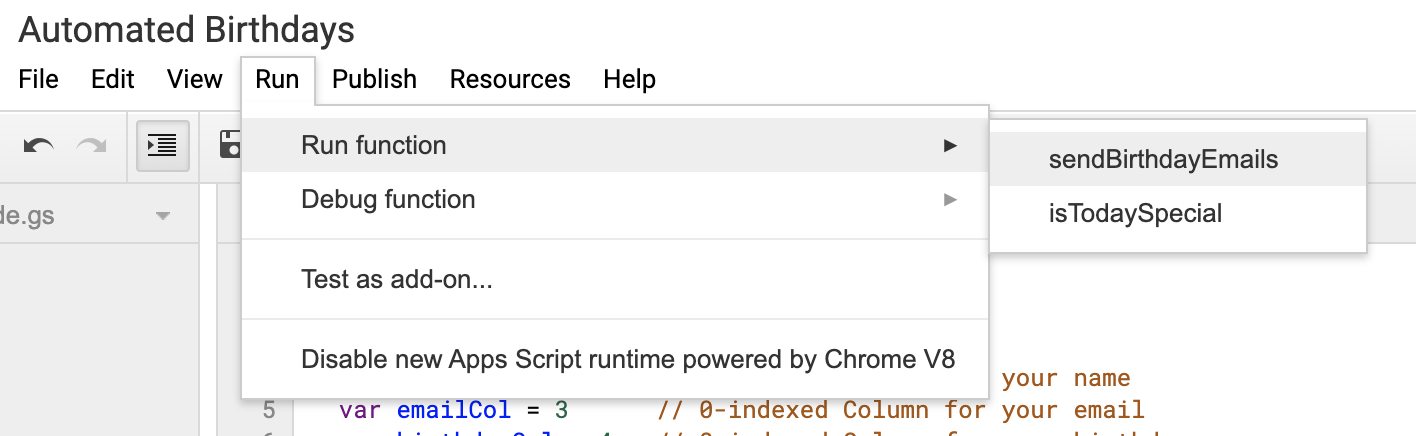 Automated Birthdays
File Edit View Run Publish Resources Help
Run function
sendBirthdayEmails
Debug function
isTodaySpecial
de.gs
Test as add-on...
Disable new Apps Script runtime powered by Chrome V8
your name
5 var emailCol = 3 // 0-indexed Column for your email